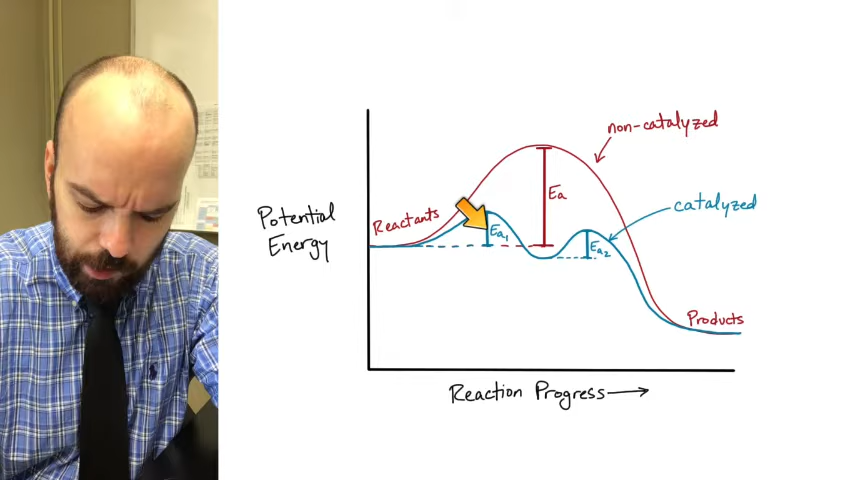 non-catalyzed
catalyzed
Potential
Energy
Reactants
Ea
Ea1
Ea2
Products
Reaction Progress